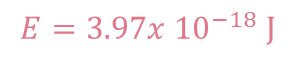 E = 3.97x 10⁻¹⁸ J